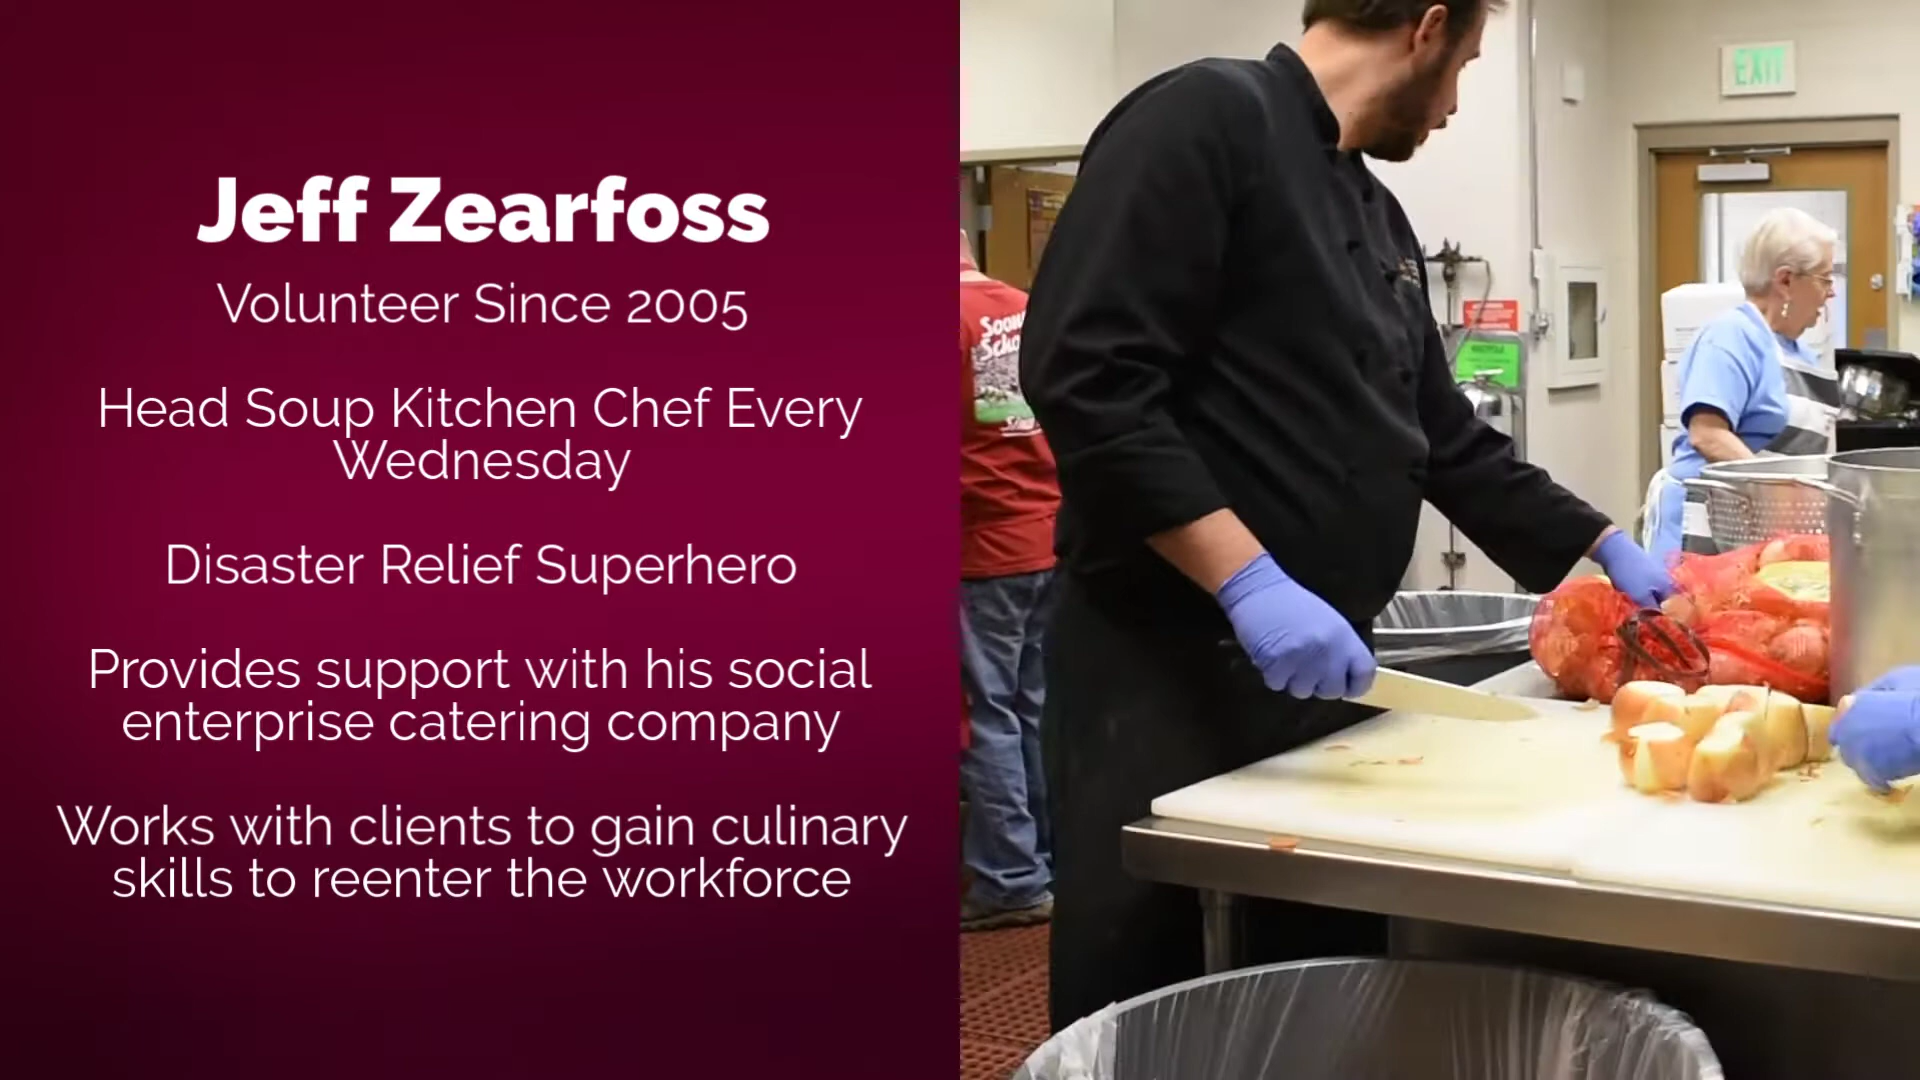 Jeff Zearfoss
Volunteer Since 2005
Head Soup Kitchen Chef Every
Wednesday
Disaster Relief Superhero
Provides support with his social
enterprise catering company
Works with clients to gain culinary
skills to reenter the workforce
EXIT